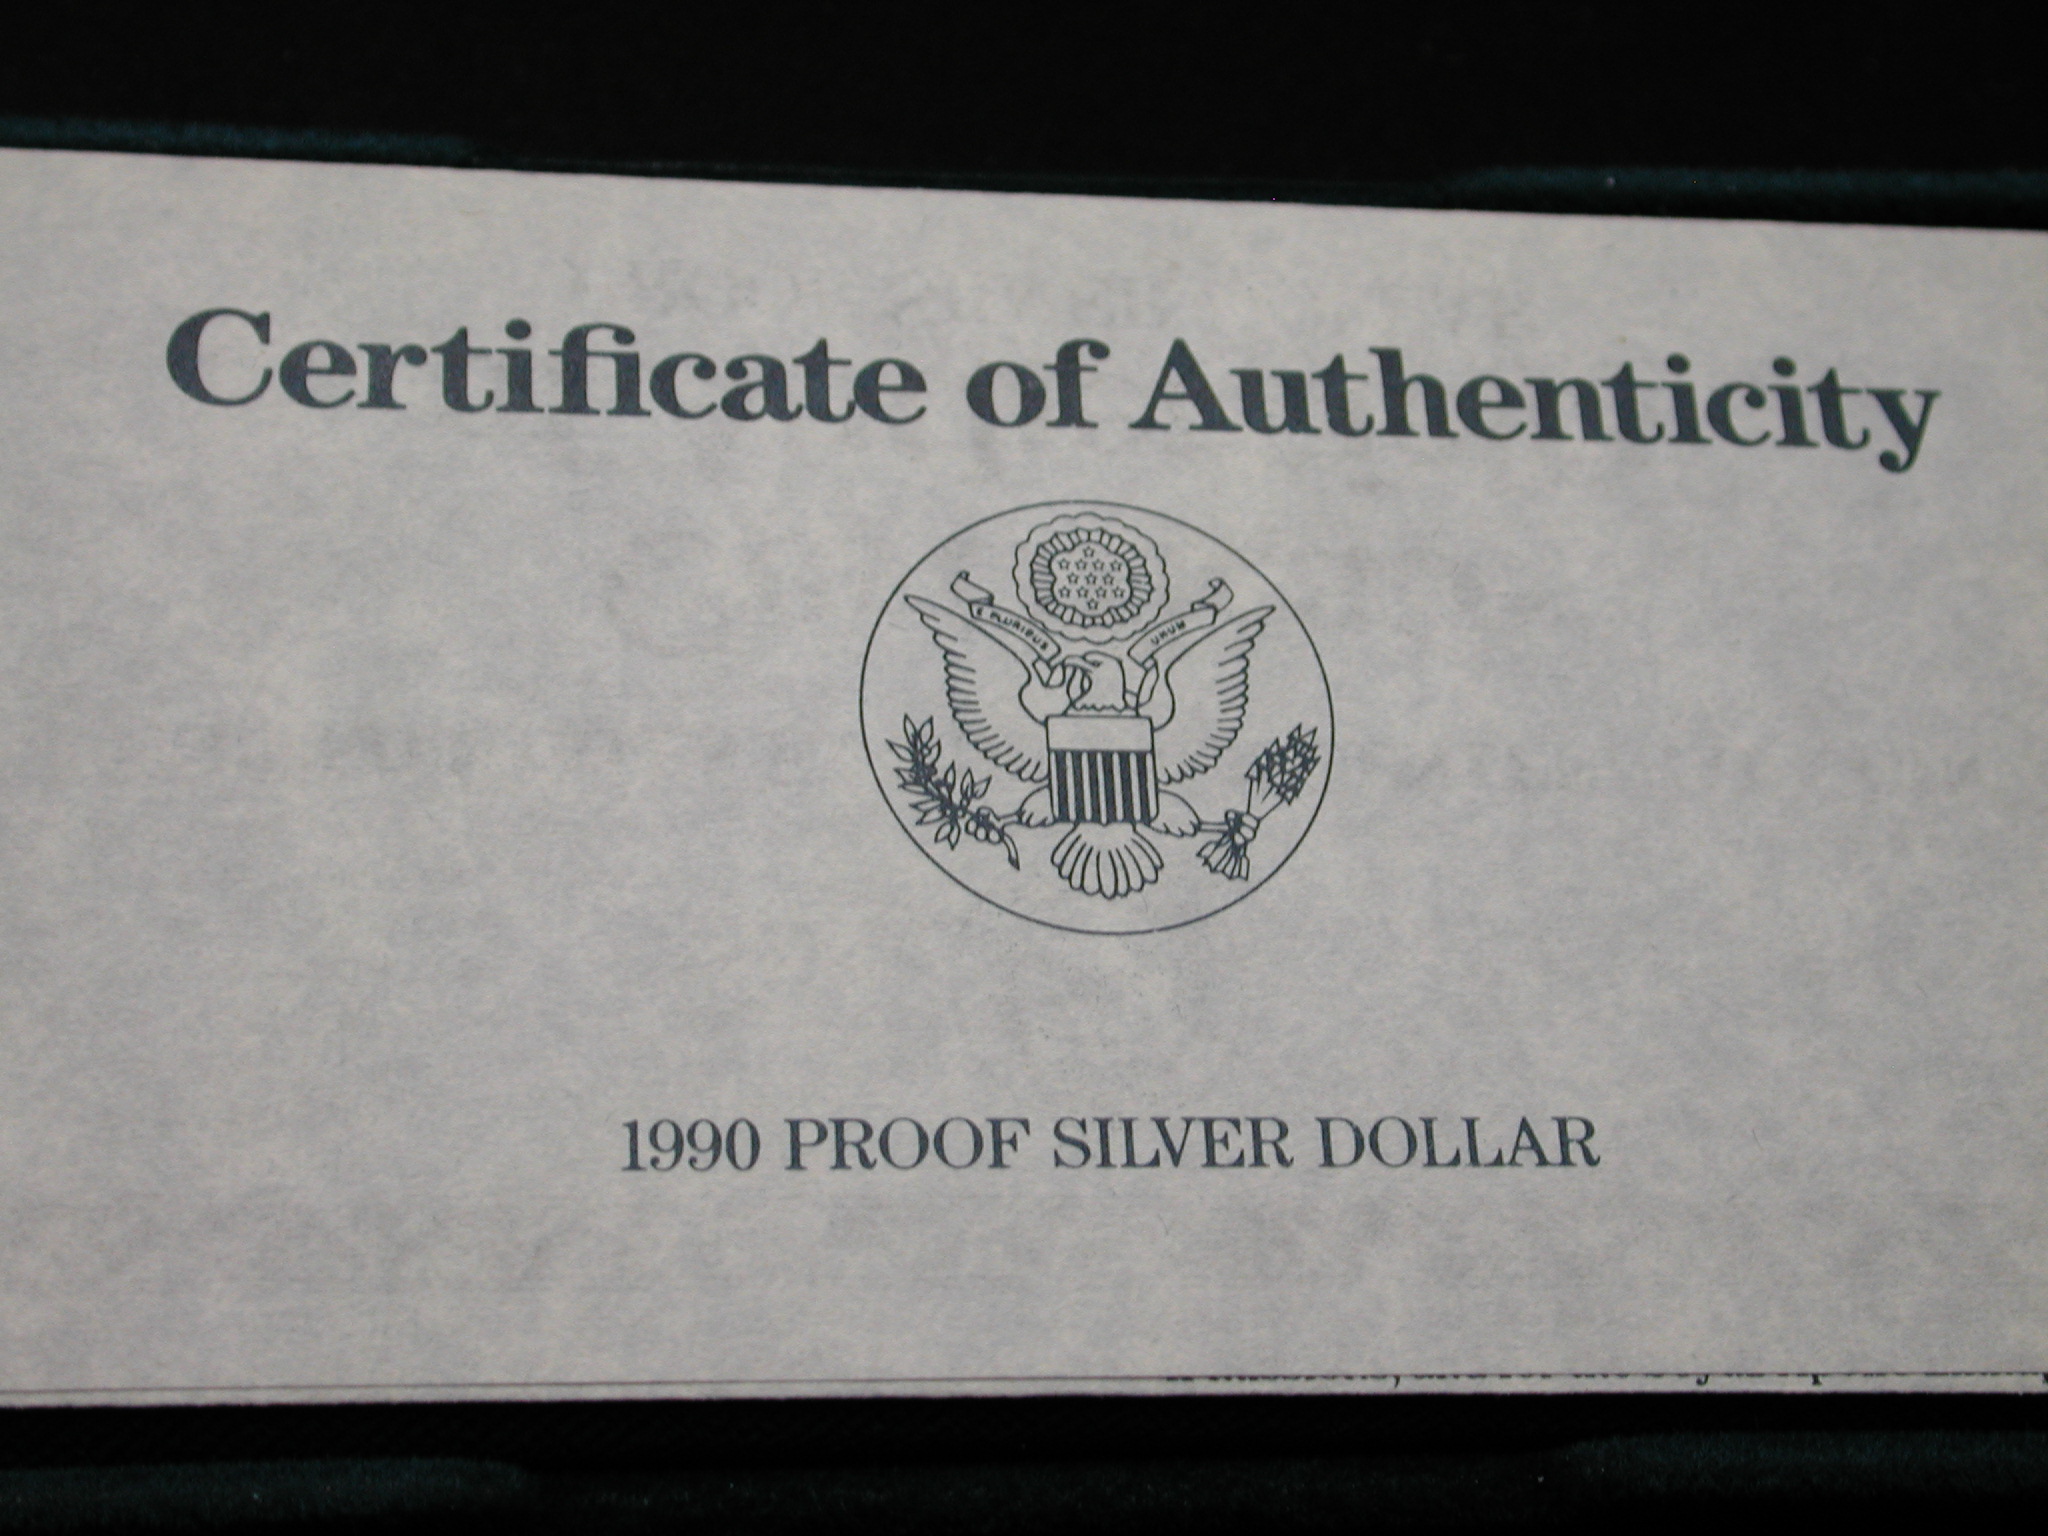 Certificate of Authenticity
E PLURIBUS UNUM
1990 PROOF SILVER DOLLAR